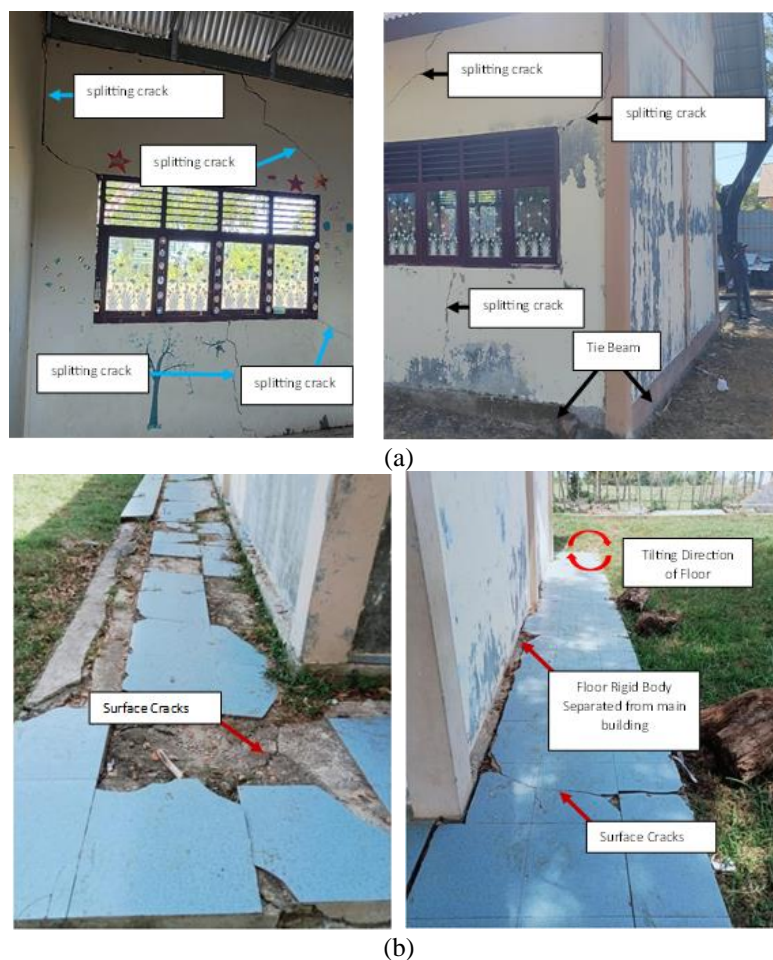 splitting crack
splitting crack
splitting crack
splitting crack
splitting crack
splitting crack
splitting crack
Tie Beam
(a)
Surface Cracks
Tilting Direction
of Floor
Floor Rigid Body
Separated from main
building
Surface Cracks
(b)